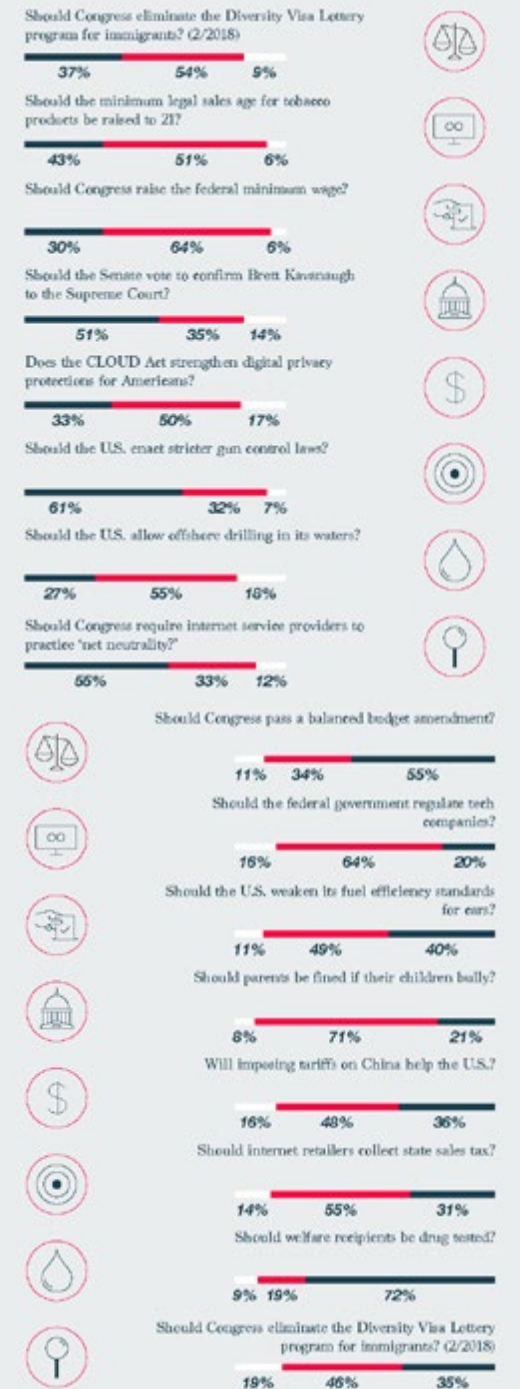 Should Congress eliminate the Diversity Visa Lottery
program for immigrants? (2/2018)
37% 54% 9%
Should the minimum legal sales age for tobacco
products be raised to 21?
43% 51% 6%
Should Congress raise the federal minimum wage?
30% 64% 6%
Should the Senate vote to confirm Brett Kavanaugh
to the Supreme Court?
51% 35% 14%
Does the CLOUD Act strengthen digital privacy
protections for Americans?
33% 50% 17%
Should the U.S. enact stricter gun control laws?
61% 32% 7%
Should the U.S. allow offshore drilling in its waters?
27% 55% 18%
Should Congress require internet service providers to
practice "net neutrality?"
55% 33% 12%
Should Congress pass a balanced budget amendment?
11% 34% 55%
Should the federal government regulate tech
companies?
16% 64% 20%
Should the U.S. weaken its fuel efficiency standards
for cars?
11% 49% 40%
Should parents be fined if their children bully?
8% 71% 21%
Will imposing tariffs on China help the U.S.?
16% 48% 36%
Should internet retailers collect state sales tax?
14% 55% 31%
Should welfare recipients be drug tested?
9% 19% 72%
Should Congress eliminate the Diversity Visa Lottery
program for immigrants? (2/2018)
19% 46% 35%